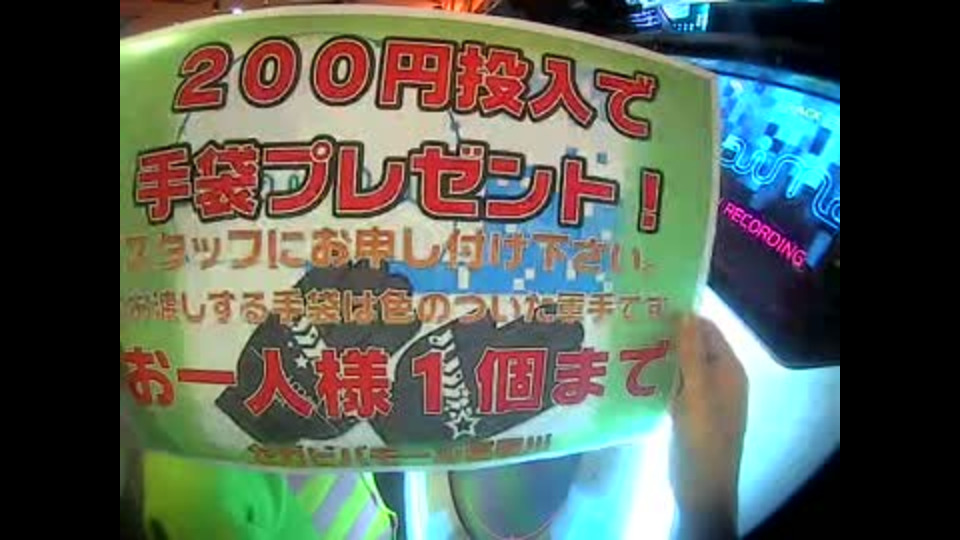 200円投入で
手袋プレゼント!
スタッフにお申し付け下さい。
お渡しする手袋は色のついた軍手です
お一人様1個まで
RECORDING